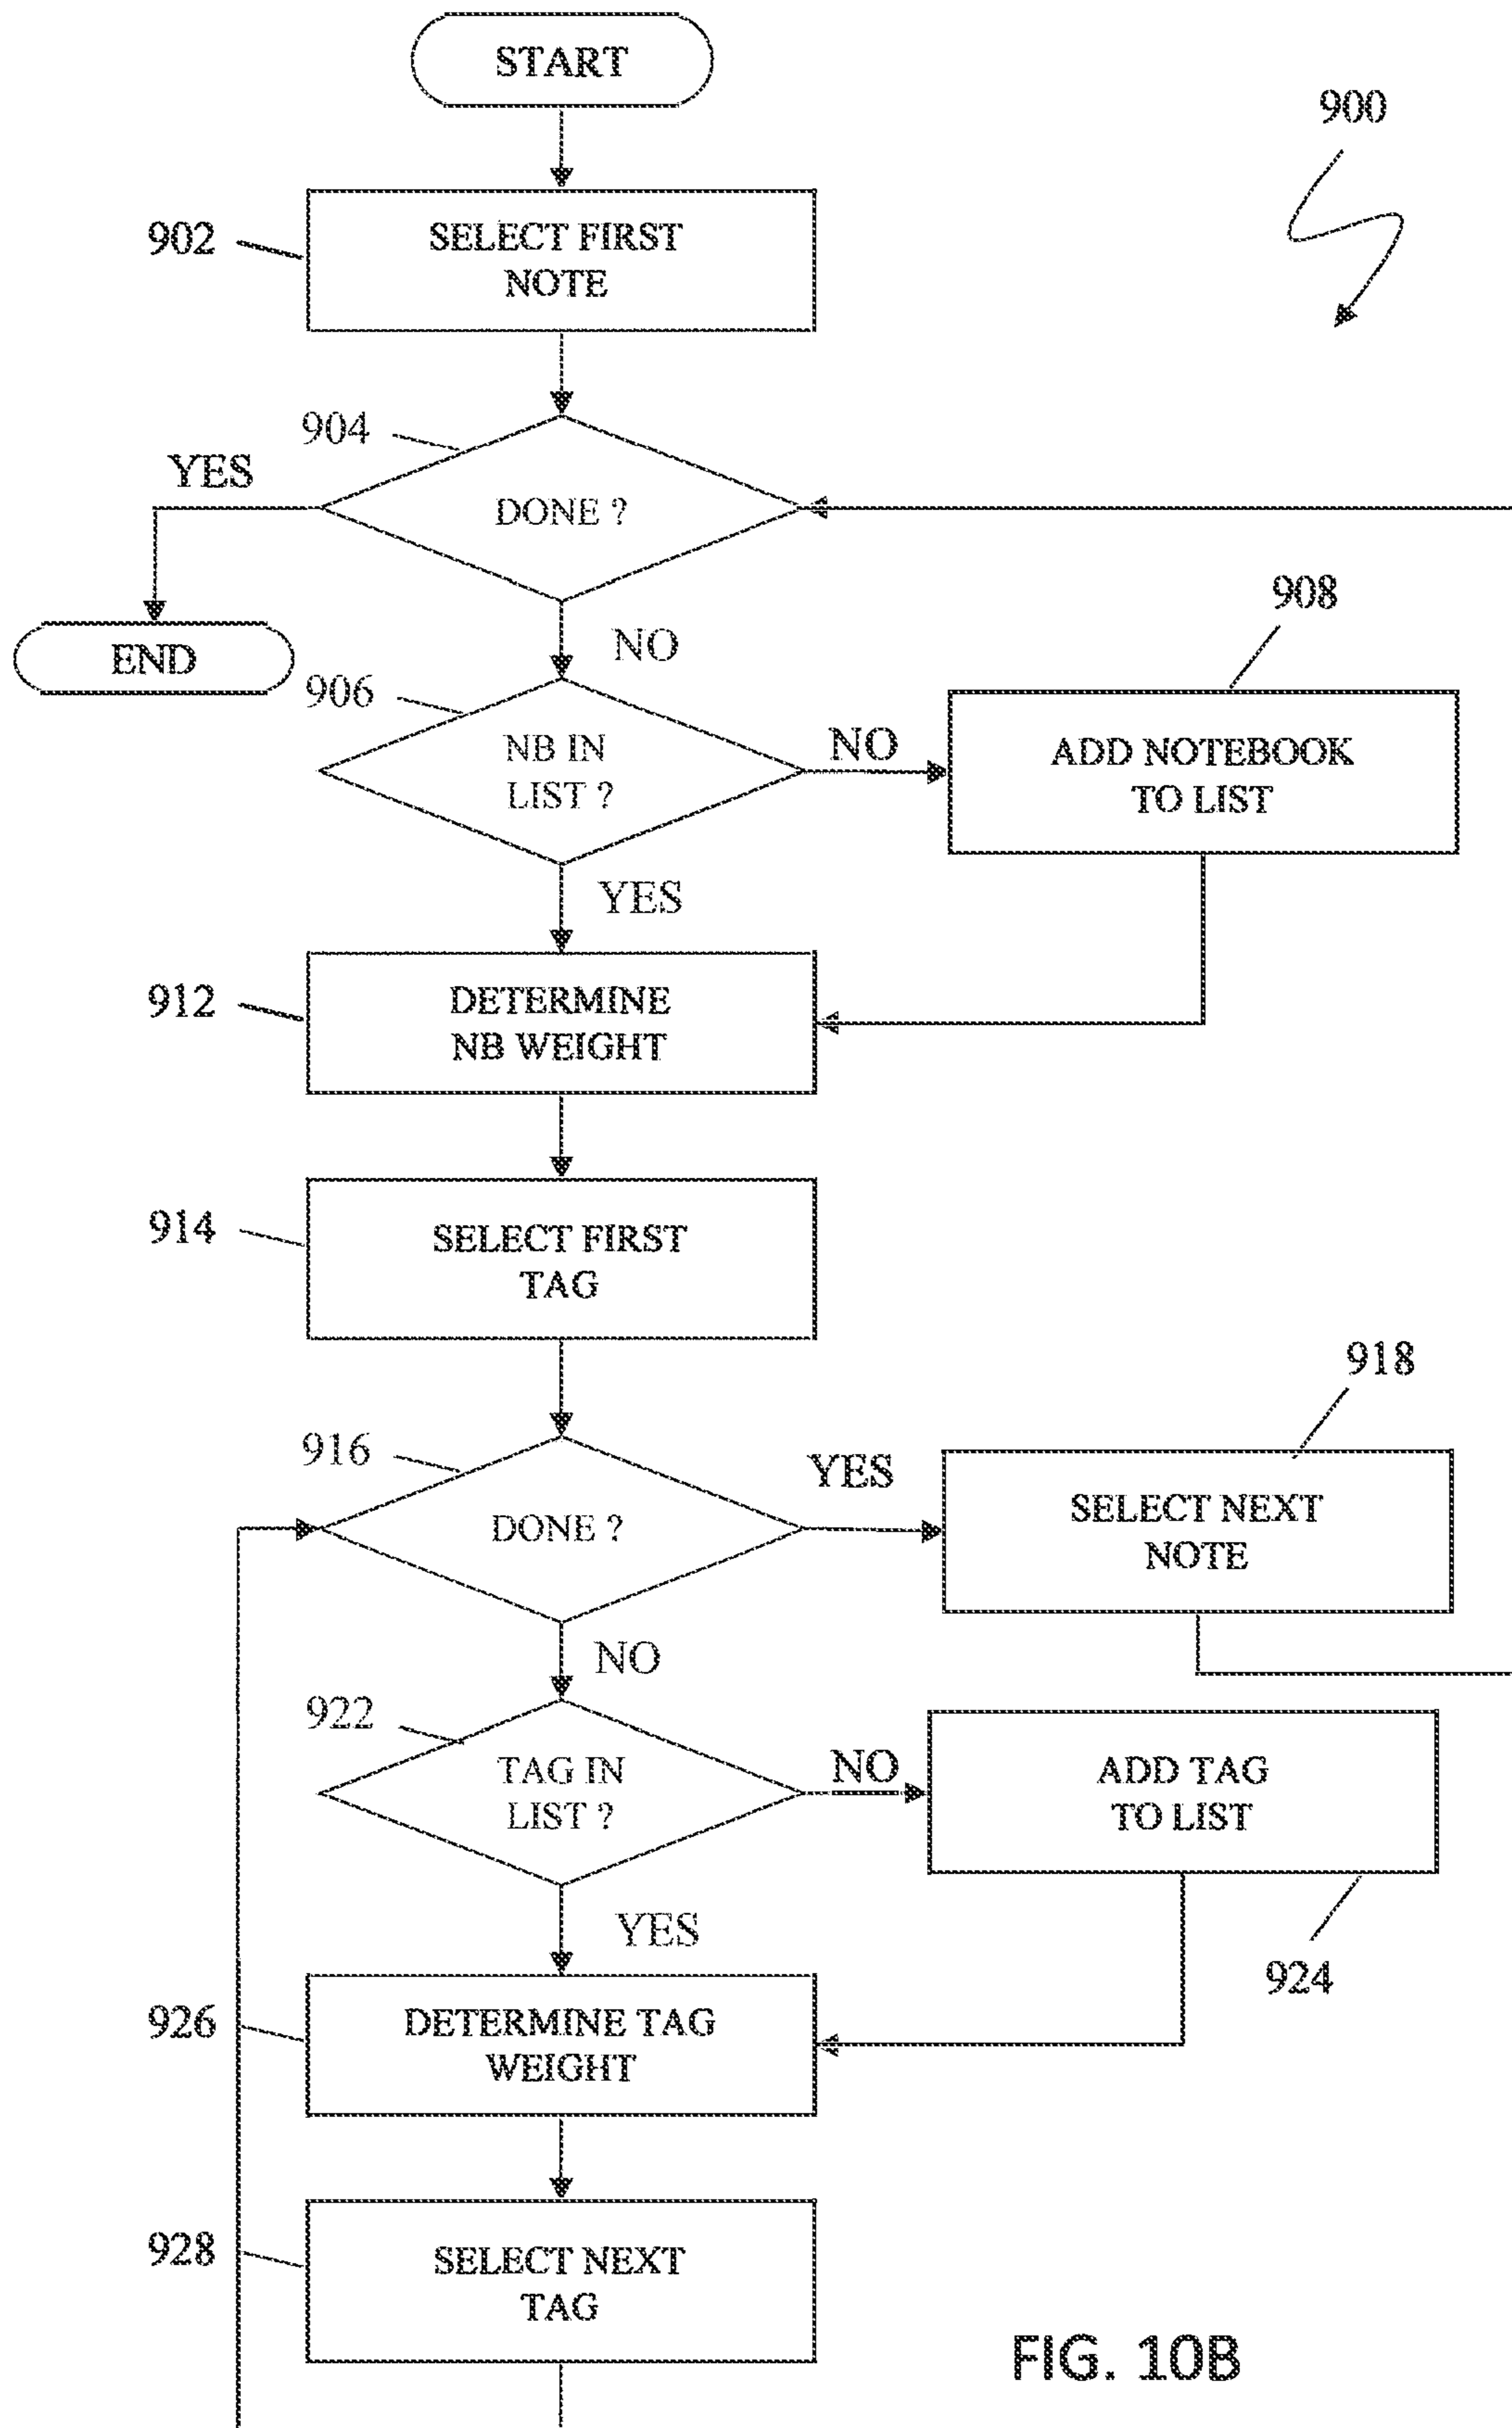 START
900
902
SELECT FIRST
NOTE
904
YES
DONE ?
908
END
NO
906
NB IN
LIST ?
NO
ADD NOTEBOOK
TO LIST
YES
912
DETERMINE
NB WEIGHT
914
SELECT FIRST
TAG
918
916
YES
DONE ?
SELECT NEXT
NOTE
NO
922
TAG IN
LIST ?
NO
ADD TAG
TO LIST
YES
924
926
DETERMINE TAG
WEIGHT
928
SELECT NEXT
TAG
FIG. 10B